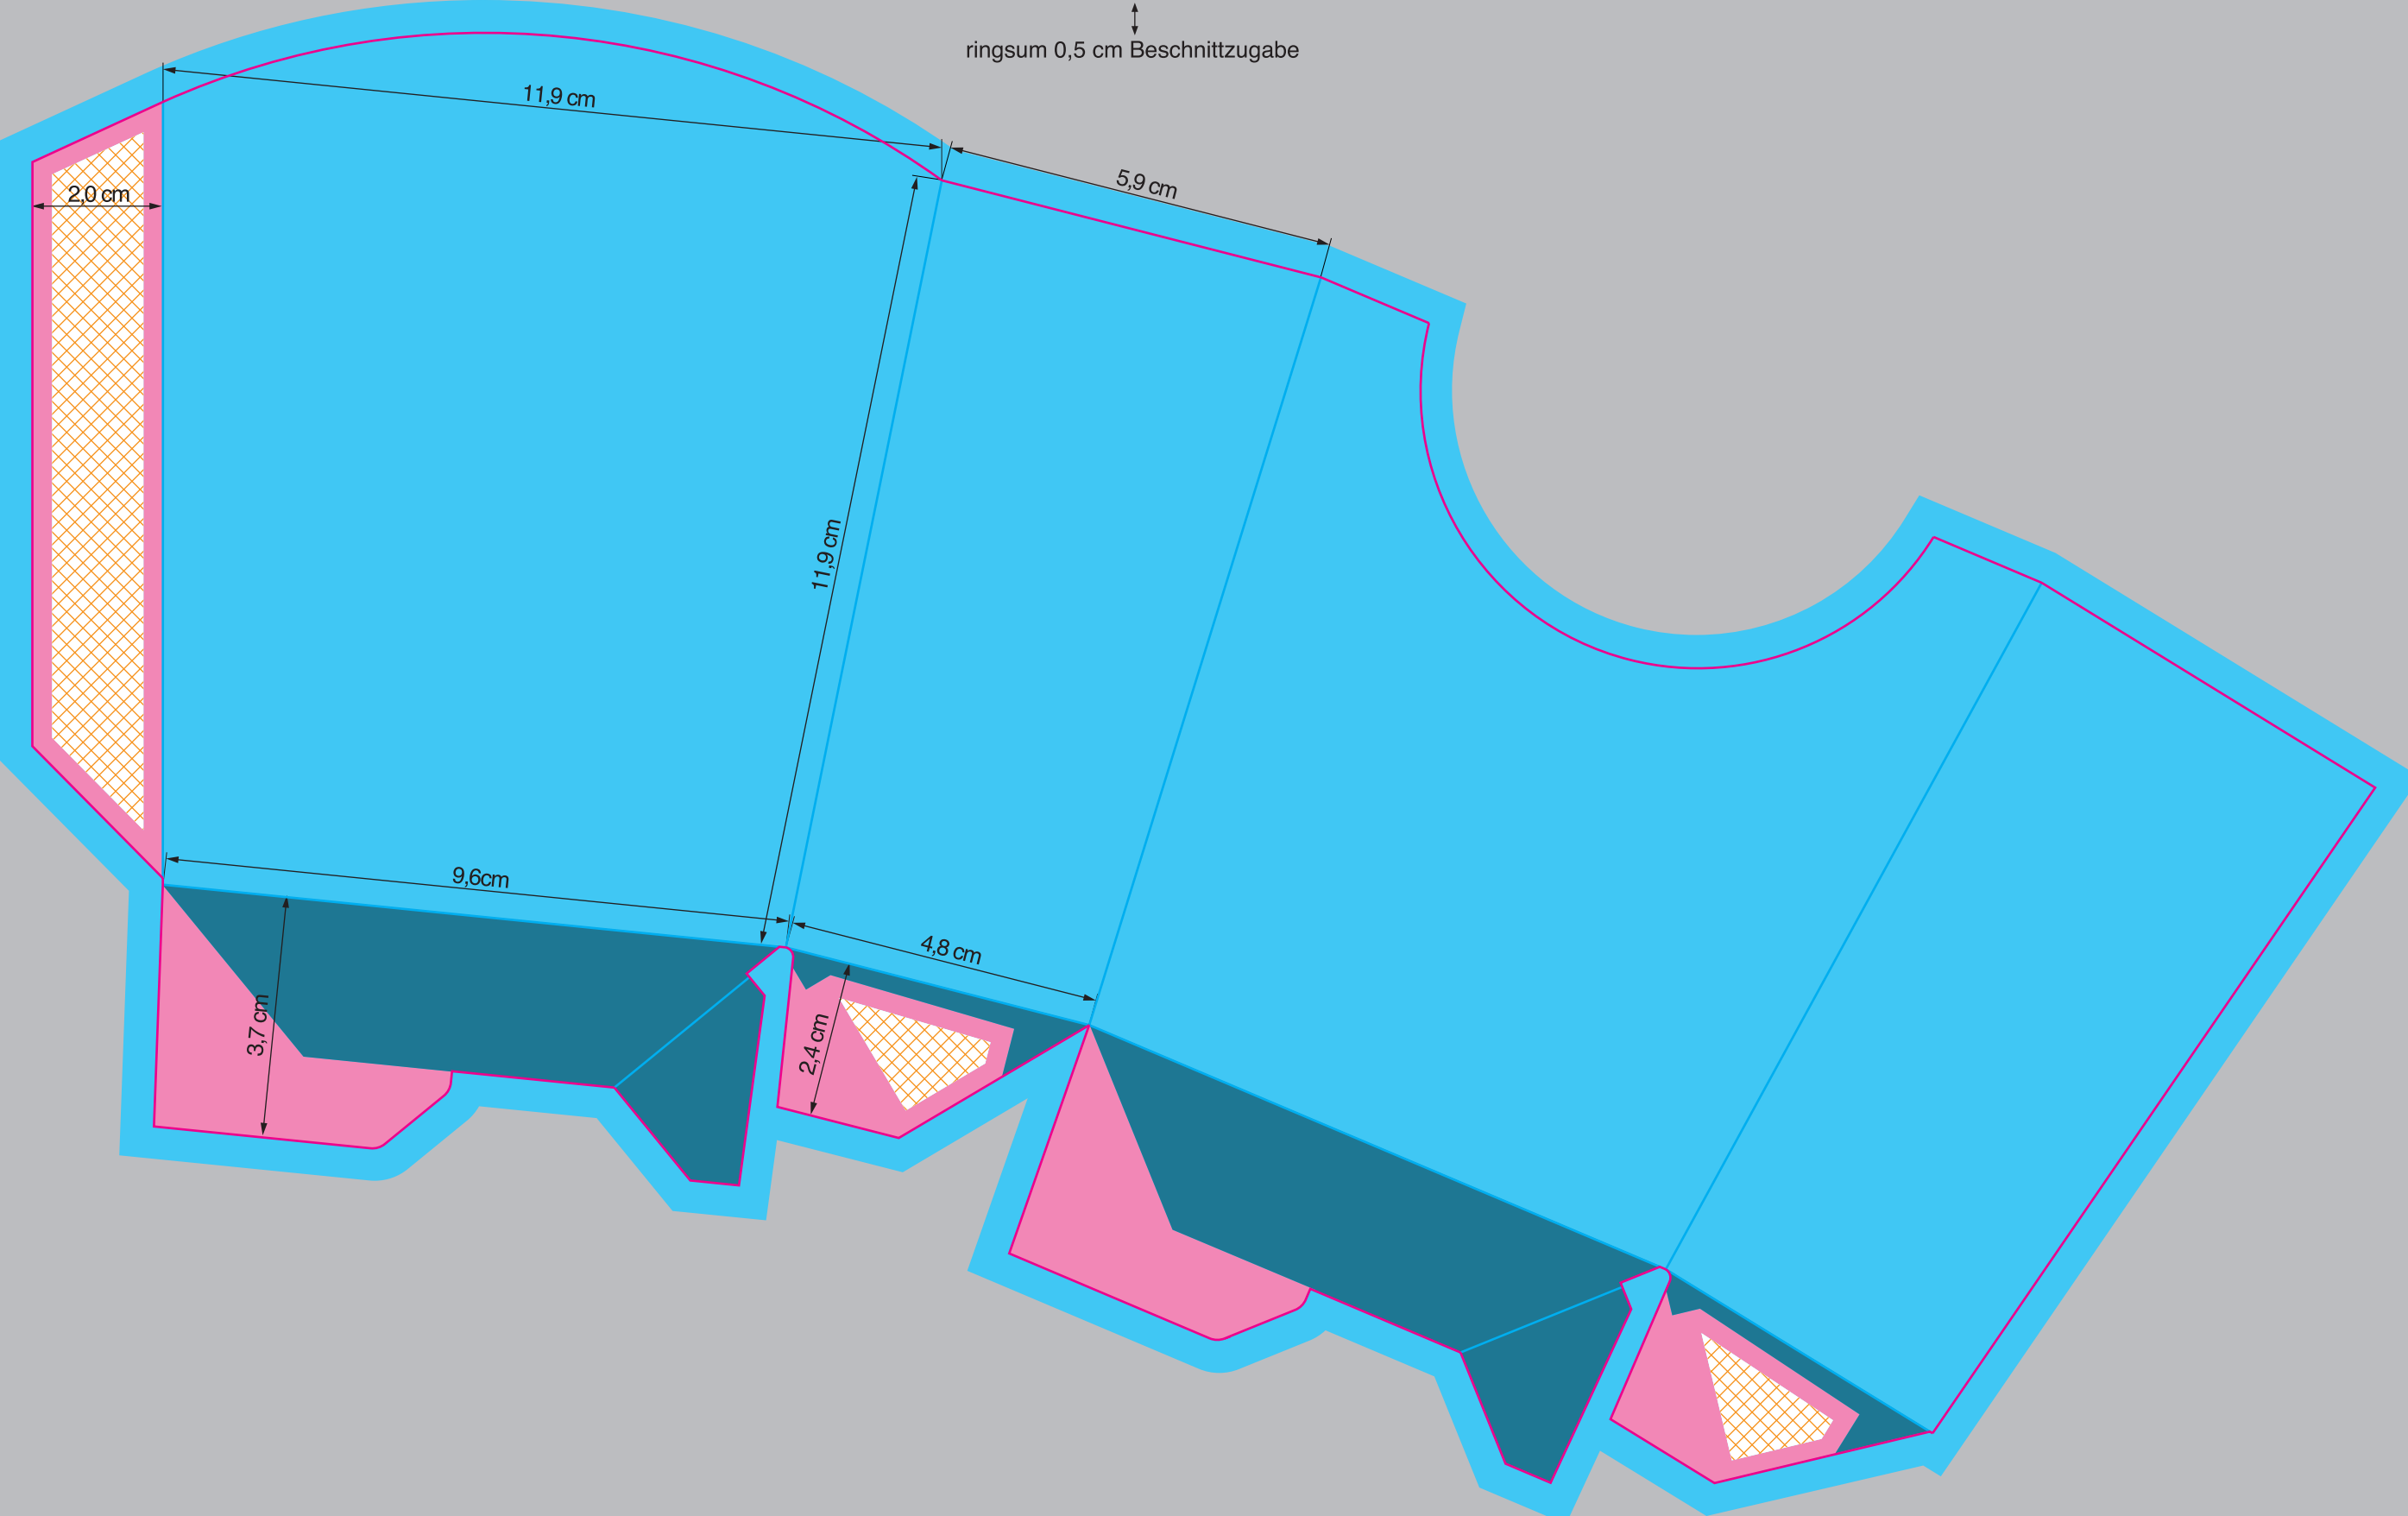 ringsum 0,5 cm Beschnittzugabe
11,9 cm
5,9 cm
2,0 cm
11,9 cm
9,6cm
4,8 cm
3,7 cm
2,4 cm